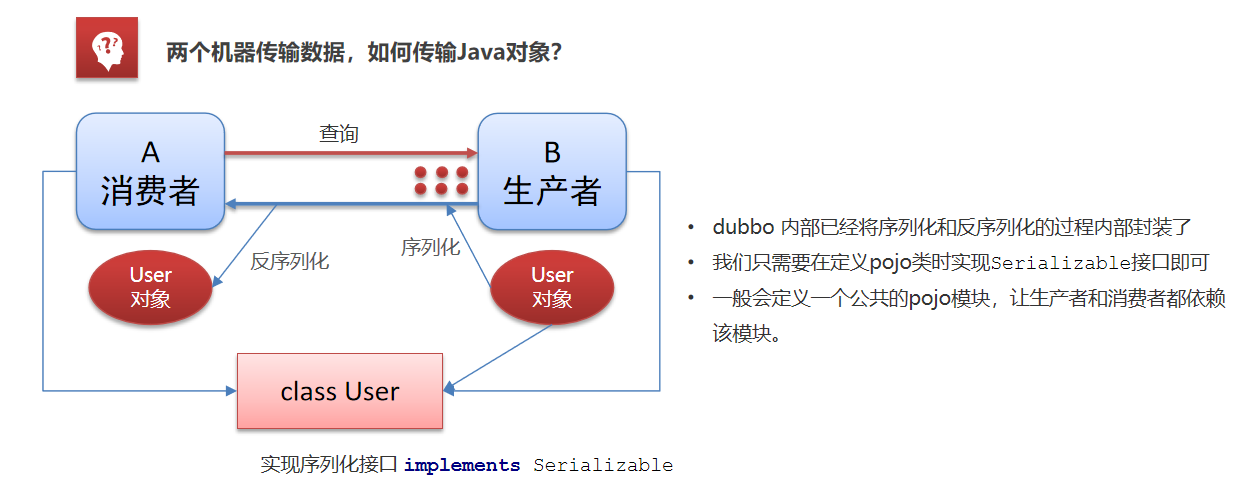 两个机器传输数据，如何传输Java对象？
查询
A
消费者
B
生产者
反序列化
序列化
User
对象
User
对象
class User
实现序列化接口 implements Serializable
• dubbo 内部已经将序列化和反序列化的过程内部封装了
• 我们只需要在定义pojo类时实现Serializable接口即可
• 一般会定义一个公共的pojo模块，让生产者和消费者都依赖
该模块。